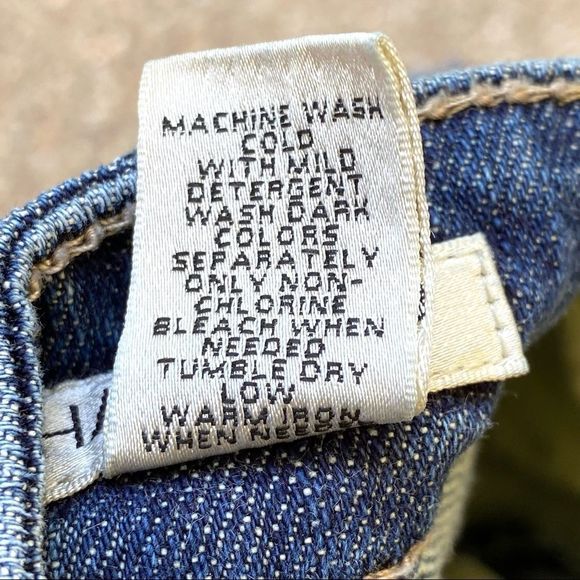 MACHINE WASH
COLD
WITH MILD
DETERGENT
WASH DARK
COLORS
SEPARATELY
ONLY NON-
CHLORINE
BLEACH WHEN
NEEDED
TUMBLE DRY
LOW
WARM IRON
WHEN NEEDED